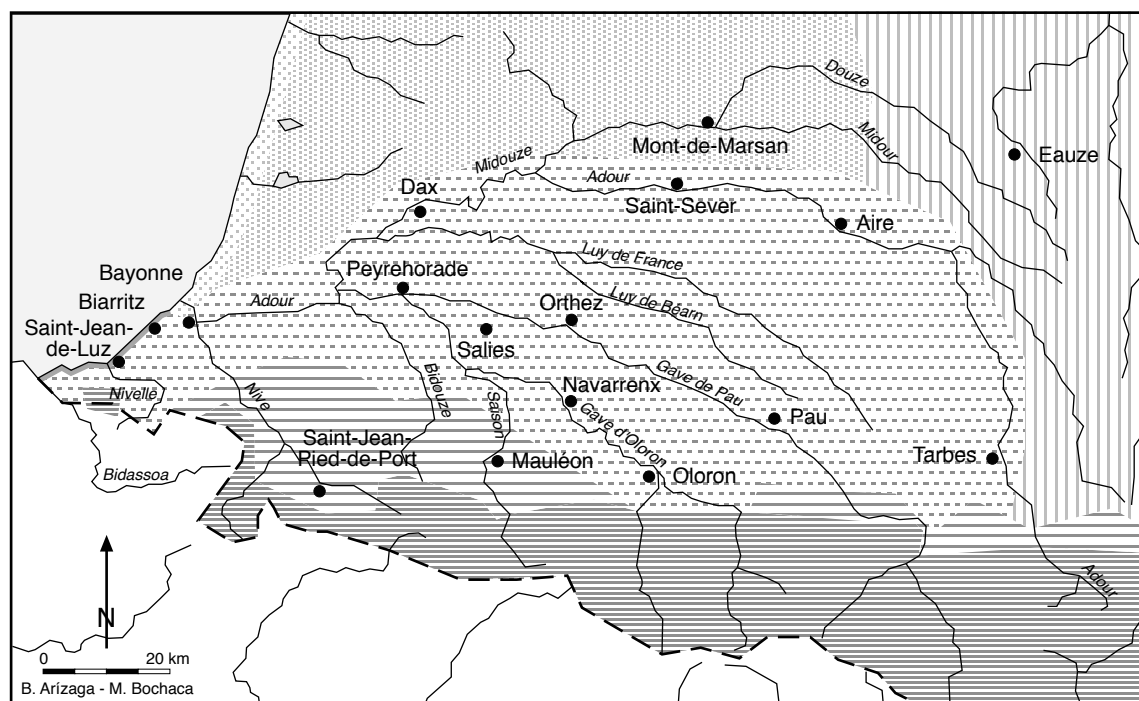 Douze
Midour
Mont-de-Marsan
Eauze
Midouze
Adour
Dax
Saint-Sever
Aire
Luy de France
Bayonne
Peyrehorade
Biarritz
Adour
Luy de Béarn
Orthez
Saint-Jean-
de-Luz
Salies
Gave de Pau
Bidouze
Nivelle
Nive
Saison
Navarrenx
Gave d'Oloron
Pau
Saint-Jean-
Pied-de-Port
Mauléon
Tarbes
Bidassoa
Oloron
Adour
N
0 20 km
B. Arízaga - M. Bochaca